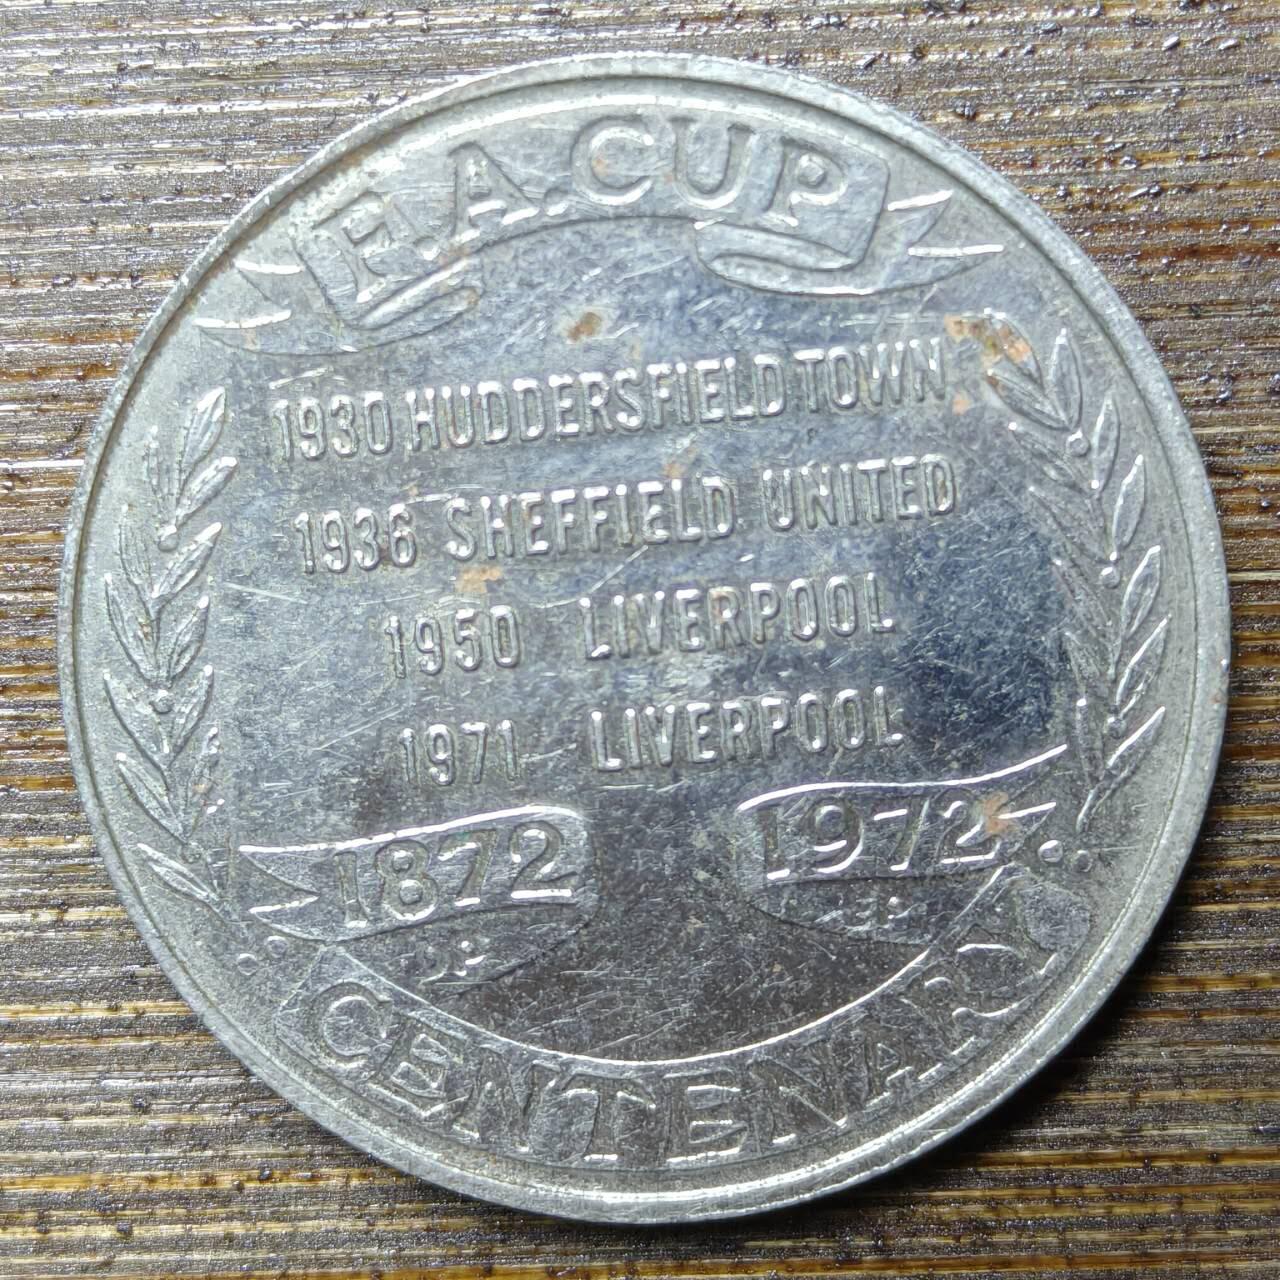 F.A.CUP
1930 HUDDERSFIELD TOWN
1936 SHEFFIELD UNITED
1950 LIVERPOOL
1971 LIVERPOOL
1872 1972
CENTENARY